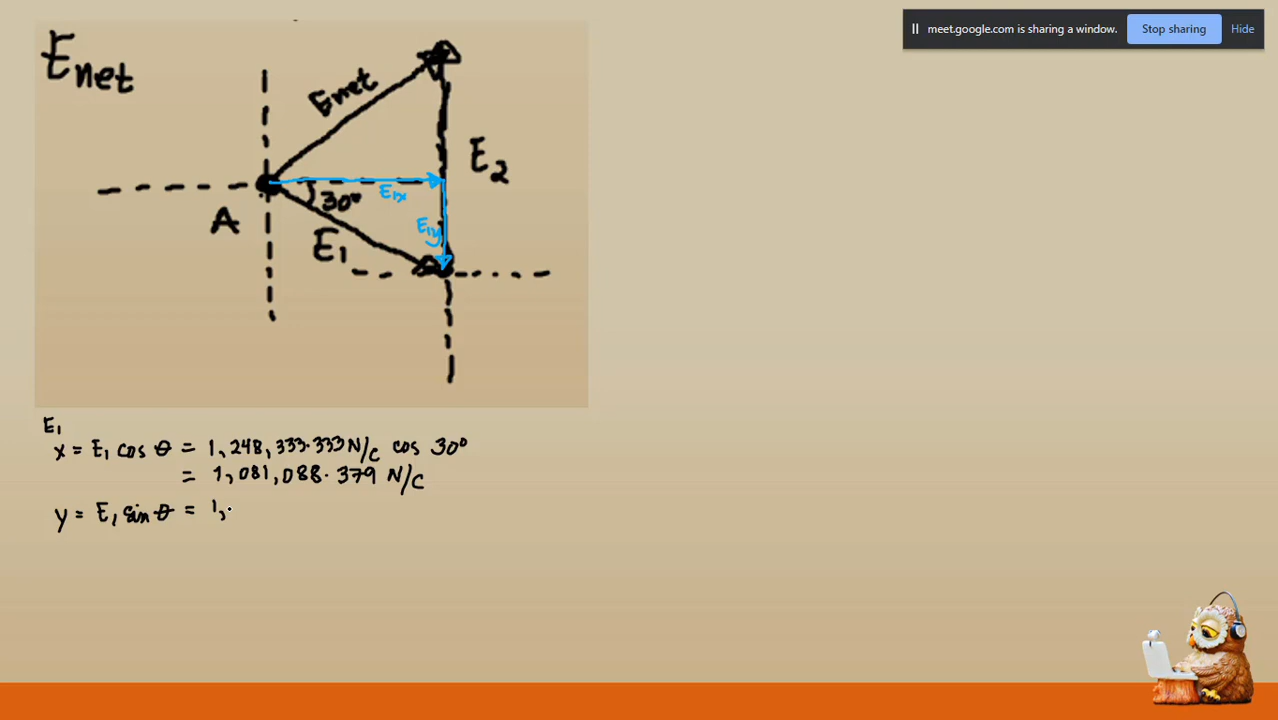 meet.google.com is sharing a window. Stop sharing Hide
Enet
Enet
E2
E1x
30°
A
E1y
E1
E1
x = E1 cos θ = 1,248,333.333 N/C cos 30°
= 1,081,088.379 N/C
y = E1 sin θ = 1,